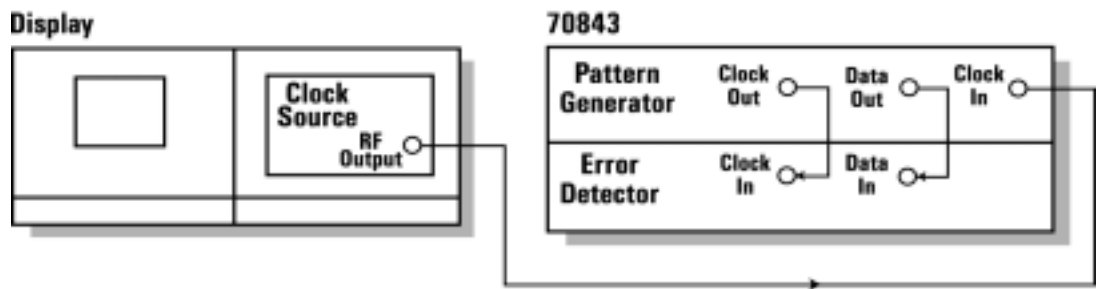 Display
Clock
Source
RF
Output
70843
Pattern
Generator
Clock
Out
Data
Out
Clock
In
Error
Detector
Clock
In
Data
In